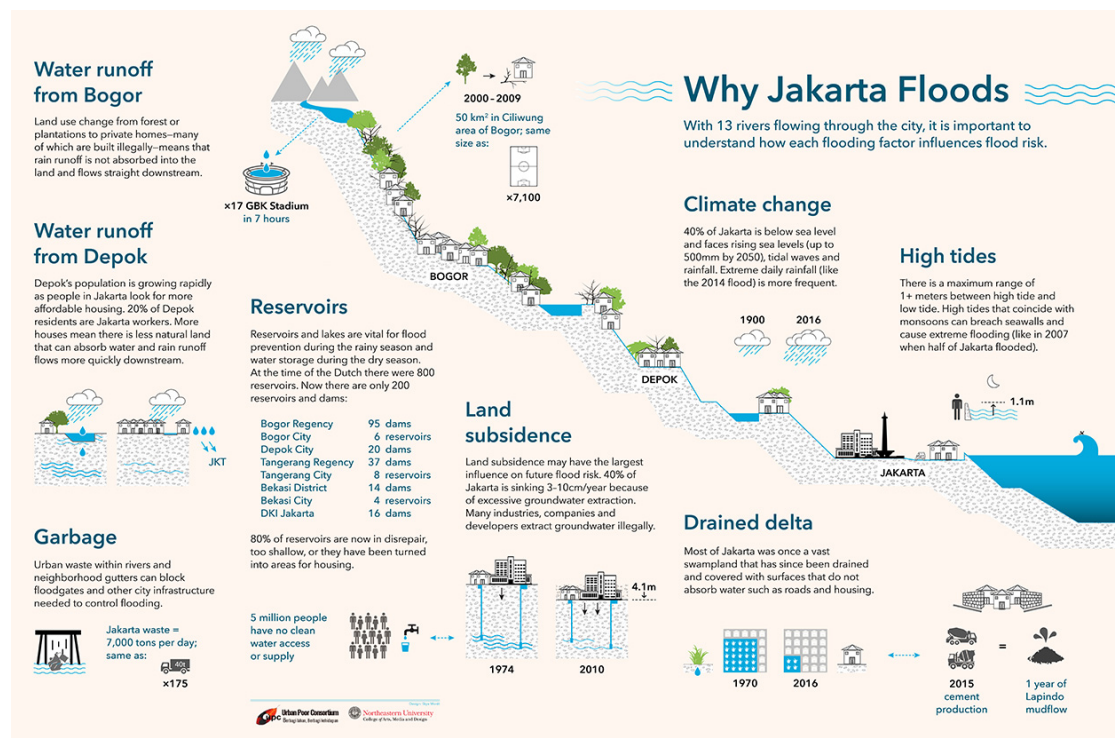 Why Jakarta Floods
With 13 rivers flowing through the city, it is important to
understand how each flooding factor influences flood risk.
Water runoff
from Bogor
Land use change from forest or
plantations to private homes–many
of which are built illegally–means that
rain runoff is not absorbed into the
land and flows straight downstream.
×17 GBK Stadium
in 7 hours
2000 - 2009
50 km² in Ciliwung
area of Bogor; same
size as:
×7,100
Water runoff
from Depok
Depok's population is growing rapidly
as people in Jakarta look for more
affordable housing. 20% of Depok
residents are Jakarta workers. More
houses mean there is less natural land
that can absorb water and rain runoff
flows more quickly downstream.
JKT
Garbage
Urban waste within rivers and
neighborhood gutters can block
floodgates and other city infrastructure
needed to control flooding.
Jakarta waste =
7,000 tons per day;
same as:
40t
×175
Reservoirs
Reservoirs and lakes are vital for flood
prevention during the rainy season and
water storage during the dry season.
At the time of the Dutch there were 800
reservoirs. Now there are only 200
reservoirs and dams:
Bogor Regency 95 dams
Bogor City 6 reservoirs
Depok City 20 dams
Tangerang Regency 37 dams
Tangerang City 8 reservoirs
Bekasi District 14 dams
Bekasi City 4 reservoirs
DKI Jakarta 16 dams
80% of reservoirs are now in disrepair,
too shallow, or they have been turned
into areas for housing.
5 million people
have no clean
water access
or supply
BOGOR
DEPOK
JAKARTA
Land
subsidence
Land subsidence may have the largest
influence on future flood risk. 40% of
Jakarta is sinking 3–10cm/year because
of excessive groundwater extraction.
Many industries, companies and
developers extract groundwater illegally.
4.1m
1974
2010
Climate change
40% of Jakarta is below sea level
and faces rising sea levels (up to
500mm by 2050), tidal waves and
rainfall. Extreme daily rainfall (like
the 2014 flood) is more frequent.
1900
2016
High tides
There is a maximum range of
1+ meters between high tide and
low tide. High tides that coincide with
monsoons can breach seawalls and
cause extreme flooding (like in 2007
when half of Jakarta flooded).
1.1m
Drained delta
Most of Jakarta was once a vast
swampland that has since been drained
and covered with surfaces that do not
absorb water such as roads and housing.
1970
2016
2015
cement
production
=
1 year of
Lapindo
mudflow
upc
Urban Poor Consortium
Northeastern University
College of Arts, Media and Design